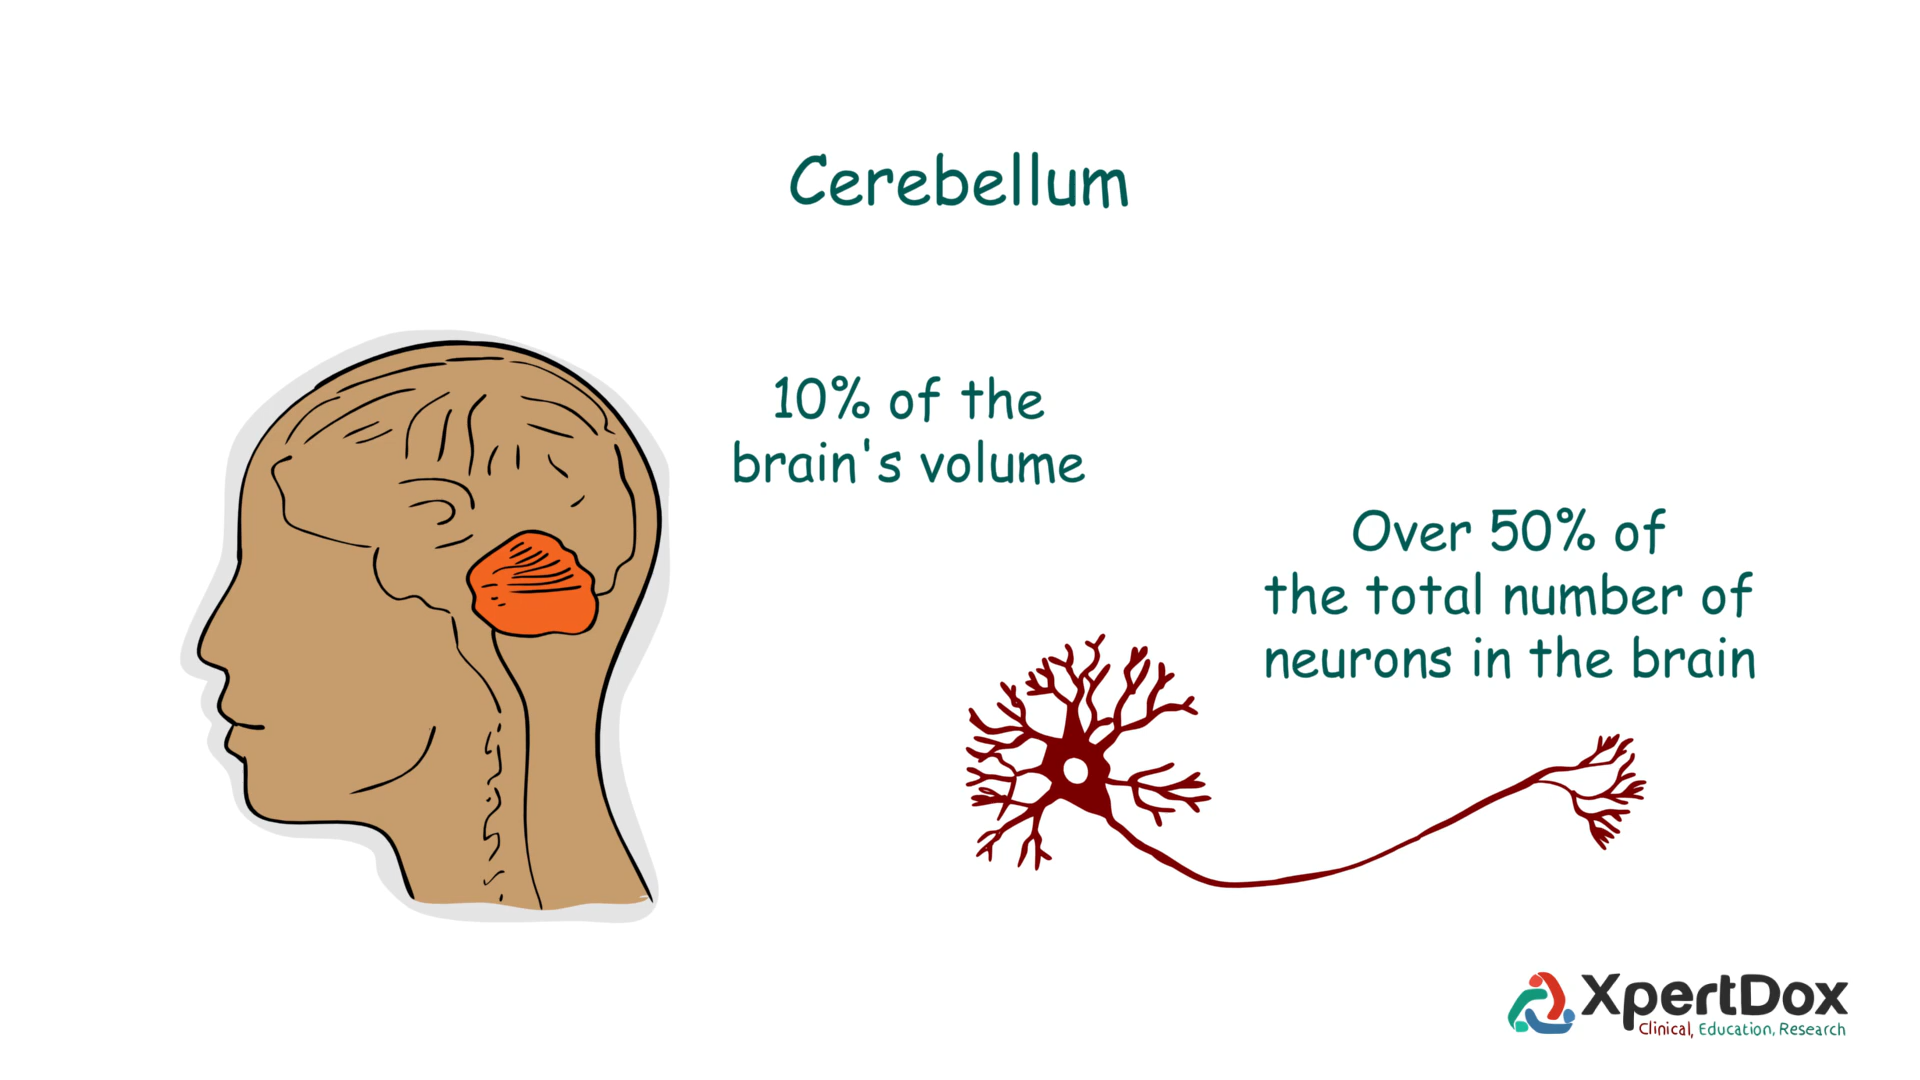 Cerebellum
10% of the
brain's volume
Over 50% of
the total number of
neurons in the brain
XpertDox
Clinical, Education, Research